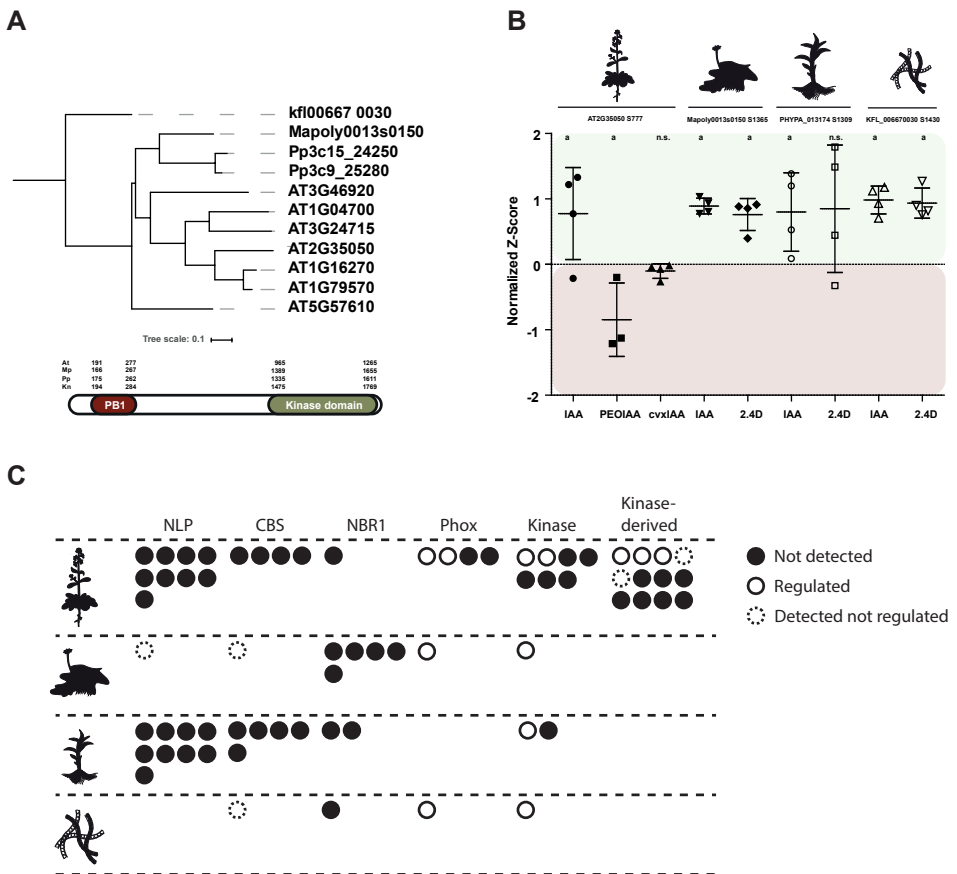 A
kfl00667 0030
Mapoly0013s0150
Pp3c15_24250
Pp3c9_25280
AT3G46920
AT1G04700
AT3G24715
AT2G35050
AT1G16270
AT1G79570
AT5G57610
Tree scale: 0.1
At 191 277 965 1265
Mp 166 267 1389 1655
Pp 175 262 1335 1611
Kn 194 284 1475 1769
PB1 Kinase domain
B
AT2G35050 S777 Mapoly0013s0150 S1365 PHYPA_013174 S1309 KFL_006670030 S1430
a a n.s. a a a n.s. a a
Normalized Z-Score
2
1
0
-1
-2
IAA PEOIAA cvxIAA IAA 2.4D IAA 2.4D IAA 2.4D
C
NLP CBS NBR1 Phox Kinase Kinase-
derived
Not detected
Regulated
Detected not regulated